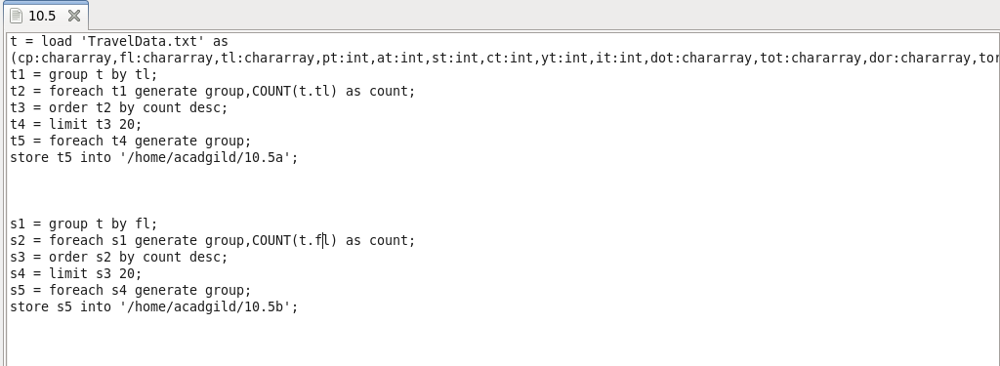 10.5
t = load 'TravelData.txt' as
(cp:chararray,fl:chararray,tl:chararray,pt:int,at:int,st:int,ct:int,yt:int,it:int,dot:chararray,tot:chararray,dor:chararray,tor
t1 = group t by tl;
t2 = foreach t1 generate group,COUNT(t.tl) as count;
t3 = order t2 by count desc;
t4 = limit t3 20;
t5 = foreach t4 generate group;
store t5 into '/home/acadgild/10.5a';
s1 = group t by fl;
s2 = foreach s1 generate group,COUNT(t.fl) as count;
s3 = order s2 by count desc;
s4 = limit s3 20;
s5 = foreach s4 generate group;
store s5 into '/home/acadgild/10.5b';